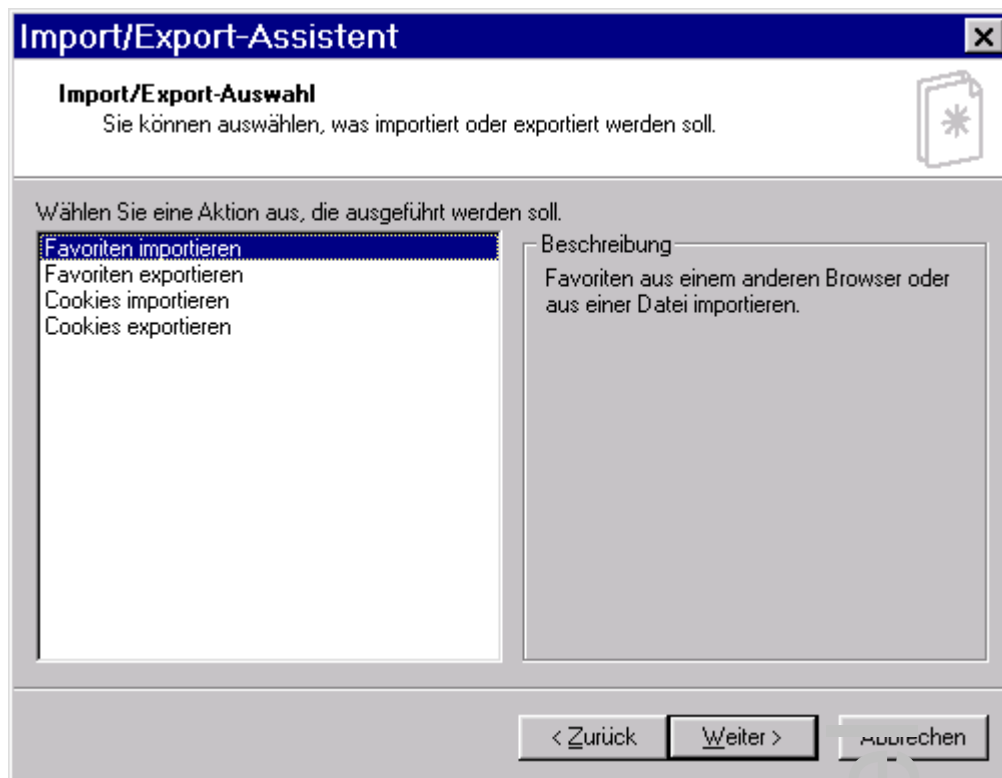 Import/Export-Assistent
Import/Export-Auswahl
Sie können auswählen, was importiert oder exportiert werden soll.
Wählen Sie eine Aktion aus, die ausgeführt werden soll.
Favoriten importieren
Favoriten exportieren
Cookies importieren
Cookies exportieren
Beschreibung
Favoriten aus einem anderen Browser oder
aus einer Datei importieren.
< Zurück Weiter > Abbrechen